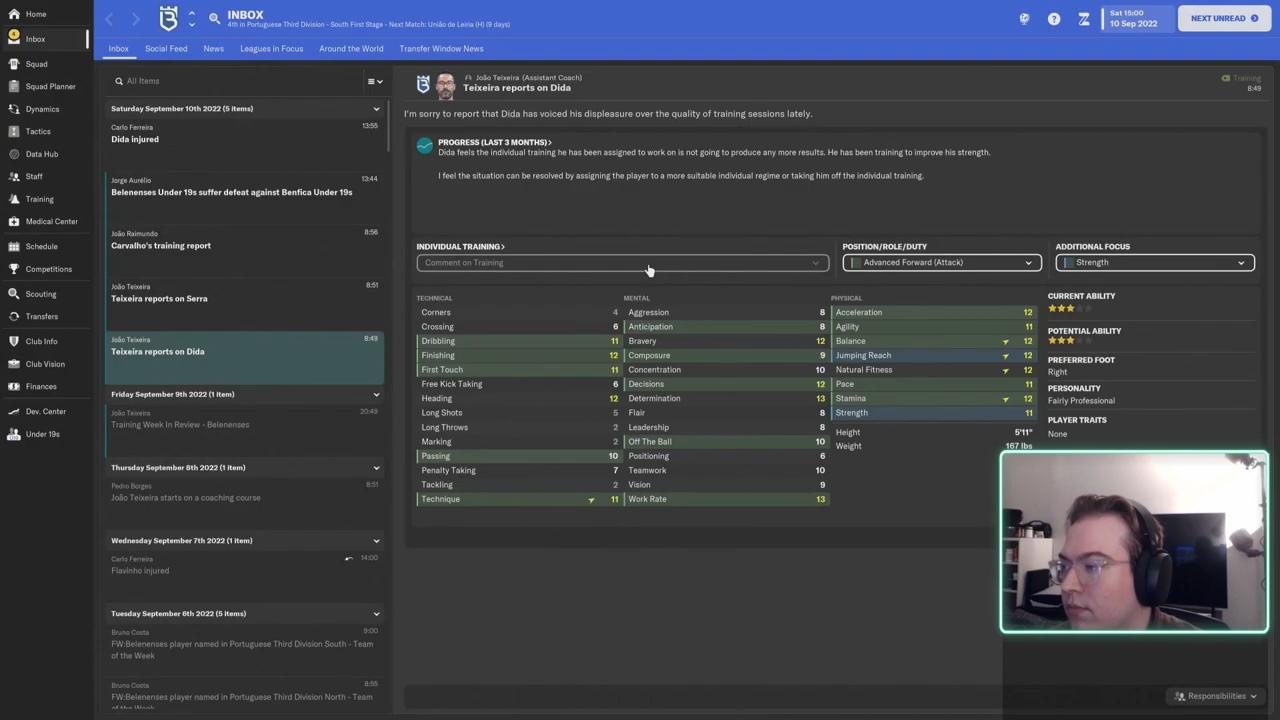 Home
Inbox
Squad
Squad Planner
Dynamics
Tactics
Data Hub
Staff
Training
Medical Center
Schedule
Competitions
Scouting
Transfers
Club Info
Club Vision
Finances
Dev. Center
Under 19s
INBOX
4th in Portuguese Third Division - South First Stage - Next Match: União de Leiria (H) (9 days)
Sat 15:00
10 Sep 2022
NEXT UNREAD
Inbox
Social Feed
News
Leagues in Focus
Around the World
Transfer Window News
All Items
Saturday September 10th 2022 (5 items)
Carlo Ferreira 13:55
Dida injured
Jorge Aurélio 13:44
Belenenses Under 19s suffer defeat against Benfica Under 19s
João Raimundo 8:56
Carvalho's training report
João Teixeira 8:51
Teixeira reports on Serra
João Teixeira 8:49
Teixeira reports on Dida
Friday September 9th 2022 (1 item)
João Teixeira 20:49
Training Week In Review - Belenenses
Thursday September 8th 2022 (1 item)
Pedro Borges 8:51
João Teixeira starts on a coaching course
Wednesday September 7th 2022 (1 item)
Carlo Ferreira 14:00
Flavinho injured
Tuesday September 6th 2022 (5 items)
Bruno Costa 9:00
FW:Belenenses player named in Portuguese Third Division South - Team
of the Week
Bruno Costa 8:55
FW:Belenenses player named in Portuguese Third Division North - Team
of the Week
João Teixeira (Assistant Coach)
Teixeira reports on Dida
Training
8:49
I'm sorry to report that Dida has voiced his displeasure over the quality of training sessions lately.
PROGRESS (LAST 3 MONTHS)>
Dida feels the individual training he has been assigned to work on is not going to produce any more results. He has been training to improve his strength.
I feel the situation can be resolved by assigning the player to a more suitable individual regime or taking him off the individual training.
INDIVIDUAL TRAINING>
Comment on Training
POSITION/ROLE/DUTY
Advanced Forward (Attack)
ADDITIONAL FOCUS
Strength
TECHNICAL
Corners 4
Crossing 6
Dribbling 11
Finishing 12
First Touch 11
Free Kick Taking 6
Heading 12
Long Shots 5
Long Throws 2
Marking 2
Passing 10
Penalty Taking 7
Tackling 2
Technique 11
MENTAL
Aggression 8
Anticipation 8
Bravery 12
Composure 9
Concentration 10
Decisions 12
Determination 13
Flair 8
Leadership 8
Off The Ball 10
Positioning 6
Teamwork 10
Vision 9
Work Rate 13
PHYSICAL
Acceleration 12
Agility 11
Balance 12
Jumping Reach 12
Natural Fitness 12
Pace 11
Stamina 12
Strength 11
Height 5'11"
Weight 167 lbs
CURRENT ABILITY
POTENTIAL ABILITY
PREFERRED FOOT
Right
PERSONALITY
Fairly Professional
PLAYER TRAITS
None
Responsibilities